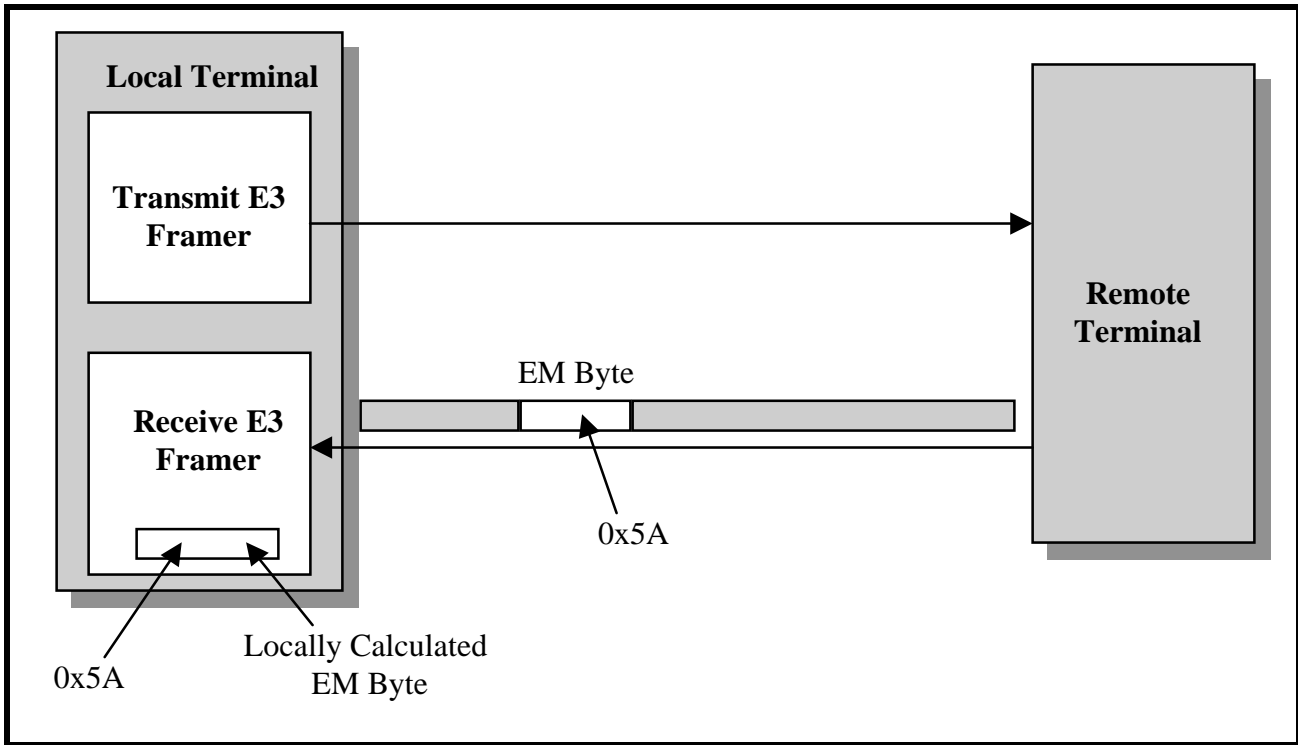 Local Terminal
Transmit E3
Framer
Remote
Terminal
EM Byte
Receive E3
Framer
0x5A
Locally Calculated
EM Byte
0x5A